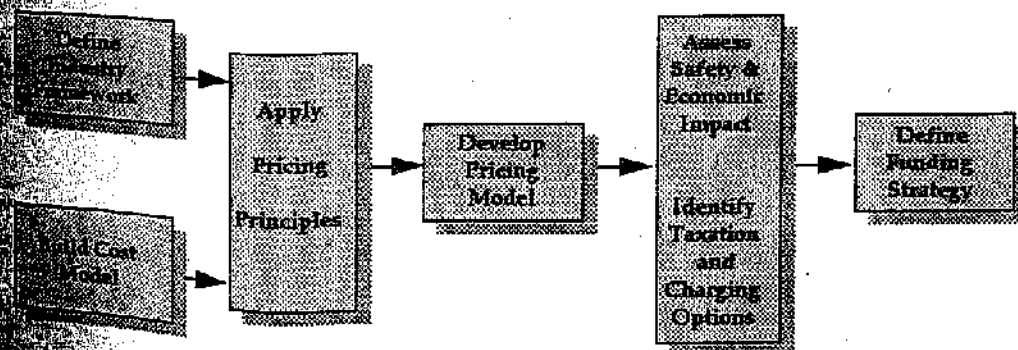 Define
Industry
Build Cost
Model
Apply
Pricing
Principles
Develop
Pricing
Model
Assess
Safety &
Economic
Impact
Identify
Taxation
and
Charging
Options
Define
Funding
Strategy